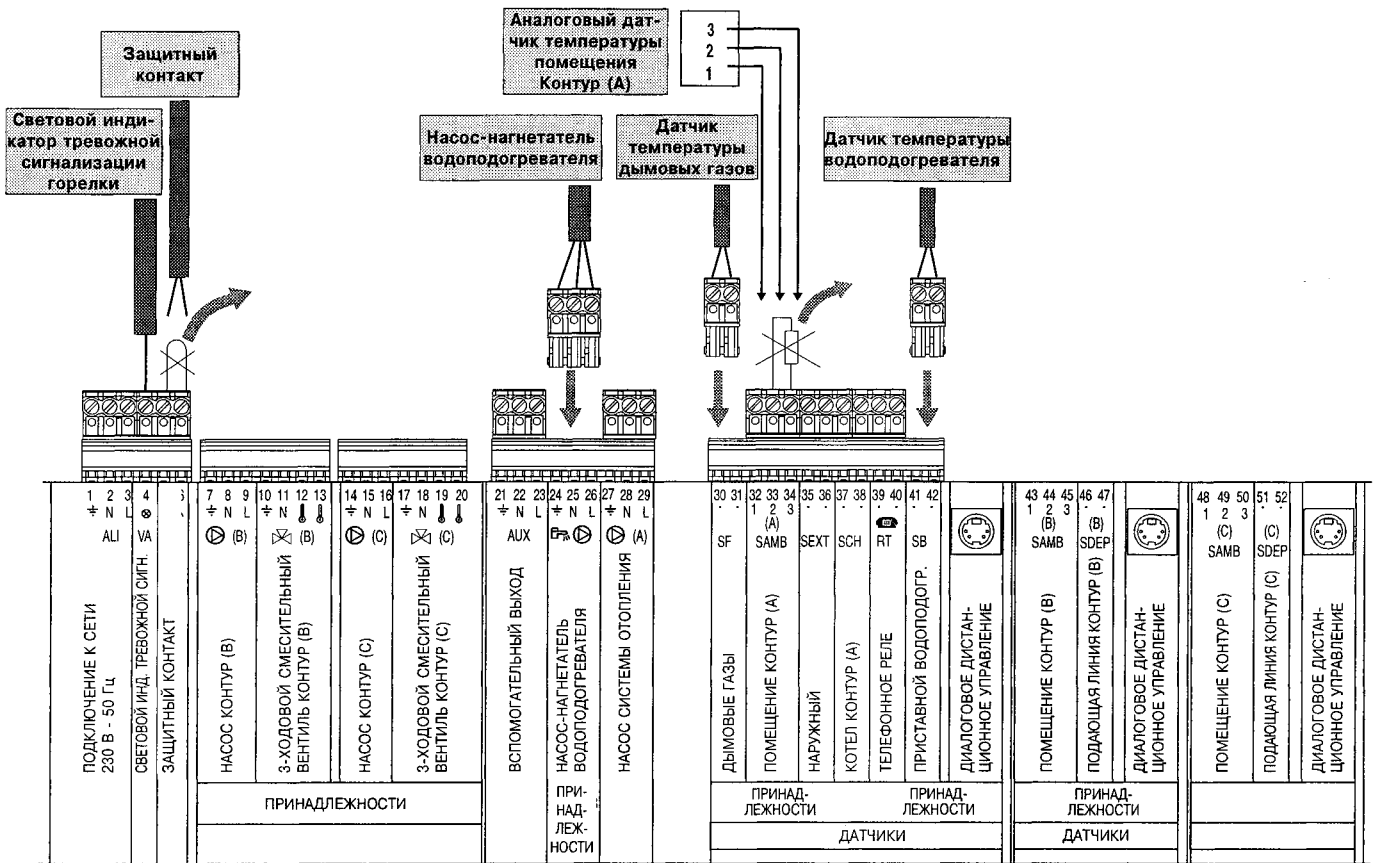 Аналоговый дат-
чик температуры
помещения
Контур (А)
3
2
1
Защитный
контакт
Световой инди-
катор тревожной
сигнализации
горелки
Насос-нагнетатель
водоподогревателя
Датчик
температуры
дымовых газов
Датчик температуры
водоподогревателя
1 2 3 4
N L
ALI VA
ПОДКЛЮЧЕНИЕ К СЕТИ
230 В - 50 Гц
СВЕТОВОЙ ИНД. ТРЕВОЖНОЙ СИГН.
ЗАЩИТНЫЙ КОНТАКТ
7 8 9
N L
(B)
НАСОС КОНТУР (B)
10 11 12 13
N
(B)
3-ХОДОВОЙ СМЕСИТЕЛЬНЫЙ
ВЕНТИЛЬ КОНТУР (B)
14 15 16
N L
(C)
НАСОС КОНТУР (C)
17 18 19 20
N
(C)
3-ХОДОВОЙ СМЕСИТЕЛЬНЫЙ
ВЕНТИЛЬ КОНТУР (C)
ПРИНАДЛЕЖНОСТИ
21 22 23
N L
AUX
ВСПОМОГАТЕЛЬНЫЙ ВЫХОД
24 25 26
N L
НАСОС-НАГНЕТАТЕЛЬ
ВОДОПОДОГРЕВАТЕЛЯ
ПРИ-
НАД-
ЛЕЖ-
НОСТИ
27 28 29
N L
(A)
НАСОС СИСТЕМЫ ОТОПЛЕНИЯ
30 31
SF
ДЫМОВЫЕ ГАЗЫ
32 33 34
1 2 3
(A)
SAMB
ПОМЕЩЕНИЕ КОНТУР (A)
35 36
SEXT
НАРУЖНЫЙ
37 38
SCH
КОТЕЛ КОНТУР (A)
39 40
RT
ТЕЛЕФОННОЕ РЕЛЕ
41 42
SB
ПРИСТАВНОЙ ВОДОПОДОГР.
ДИАЛОГОВОЕ ДИСТАН-
ЦИОННОЕ УПРАВЛЕНИЕ
ПРИНАД-
ЛЕЖНОСТИ
ПРИНАД-
ЛЕЖНОСТИ
ДАТЧИКИ
43 44 45
1 2 3
(B)
SAMB
ПОМЕЩЕНИЕ КОНТУР (B)
46 47
(B)
SDEP
ПОДАЮЩАЯ ЛИНИЯ КОНТУР (B)
ДИАЛОГОВОЕ ДИСТАН-
ЦИОННОЕ УПРАВЛЕНИЕ
ПРИНАД-
ЛЕЖНОСТИ
ДАТЧИКИ
48 49 50
1 2 3
(C)
SAMB
ПОМЕЩЕНИЕ КОНТУР (C)
51 52
(C)
SDEP
ПОДАЮЩАЯ ЛИНИЯ КОНТУР (C)
ДИАЛОГОВОЕ ДИСТАН-
ЦИОННОЕ УПРАВЛЕНИЕ